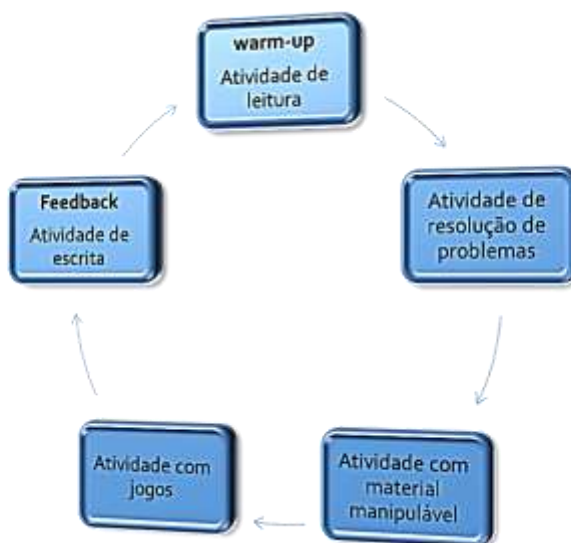 warm-up
Atividade de
leitura
Atividade de
resolução de
problemas
Atividade com
material
manipulável
Atividade com
jogos
Feedback
Atividade de
escrita